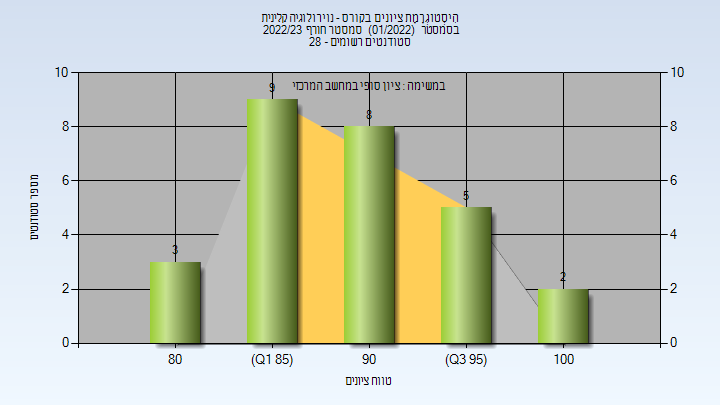 היסטוגרמת ציונים בקורס - נוירולוגיה קלינית
בסמסטר (01/2022) סמסטר חורף 2022/23
סטודנטים רשומים - 28
במשימה : ציון סופי במחשב המרכזי
10 10
9
8 8 8
6 6
5
4 4
3
2 2 2
0 0
80 (Q1 85) 90 (Q3 95) 100
מספר סטודנטים
טווח ציונים